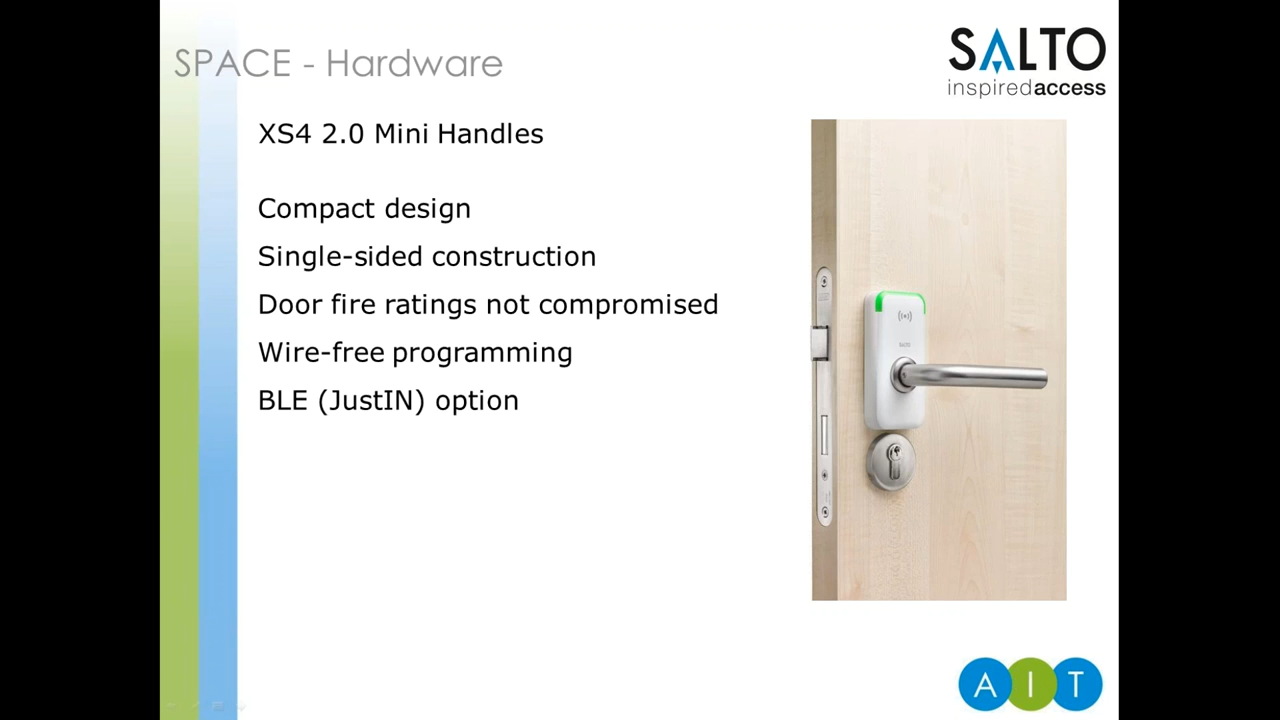 SPACE - Hardware
SALTO
inspiredaccess
XS4 2.0 Mini Handles
Compact design
Single-sided construction
Door fire ratings not compromised
Wire-free programming
BLE (JustIN) option
SALTO
A I T